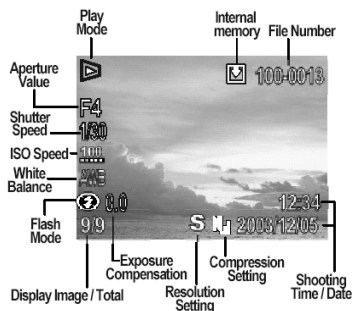 Play
Mode
Internal
memory
File Number
100-0013
Aperture
Value
F4
Shutter
Speed
1/30
ISO Speed
100
White
Balance
AWB
Flash
Mode
0.0
12:34
9/9
S
N
2003/12/05
Exposure
Compensation
Compression
Setting
Display Image / Total
Resolution
Setting
Shooting
Time / Date